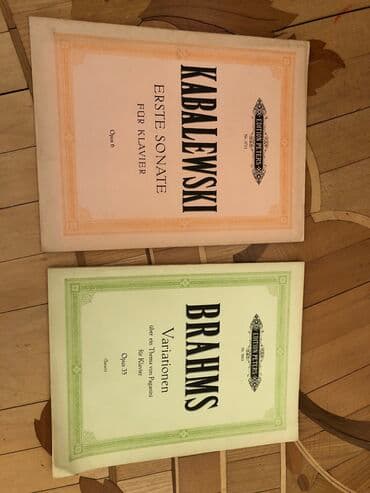 EDITION PETERS
KABALEWSKI
ERSTE SONATE
FÜR KLAVIER
Opus 6
EDITION PETERS
BRAHMS
Variationen
über ein Thema von Paganini
für Klavier
Opus 35
(Sauer)